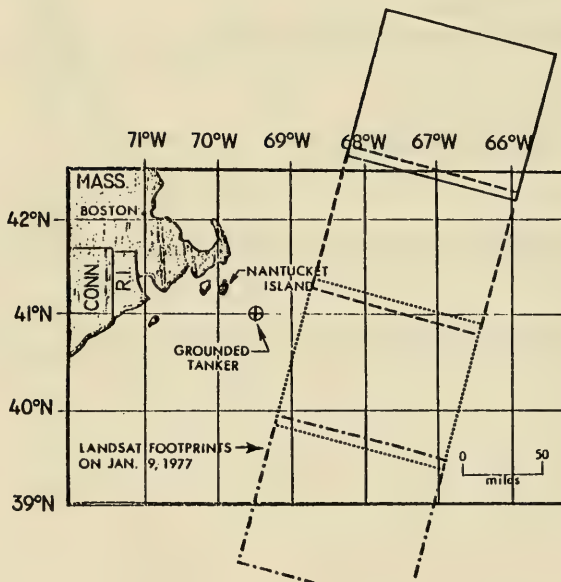 71°W 70°W 69°W 68°W 67°W 66°W
MASS.
42°N
BOSTON
CONN.
R.I.
NANTUCKET
ISLAND
41°N
GROUNDED
TANKER
40°N
LANDSAT FOOTPRINTS
ON JAN. 9, 1977
0 50
miles
39°N